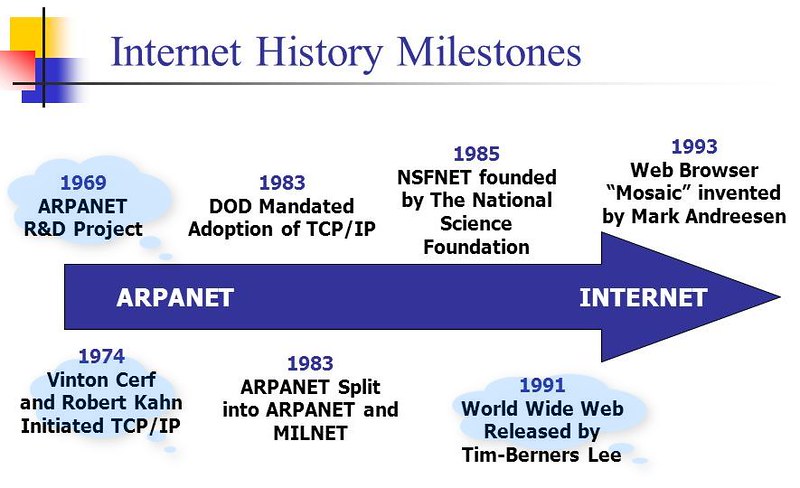 Internet History Milestones
1969
ARPANET
R&D Project
1983
DOD Mandated
Adoption of TCP/IP
1985
NSFNET founded
by The National
Science
Foundation
1993
Web Browser
“Mosaic” invented
by Mark Andreesen
ARPANET
INTERNET
1974
Vinton Cerf
and Robert Kahn
Initiated TCP/IP
1983
ARPANET Split
into ARPANET and
MILNET
1991
World Wide Web
Released by
Tim-Berners Lee